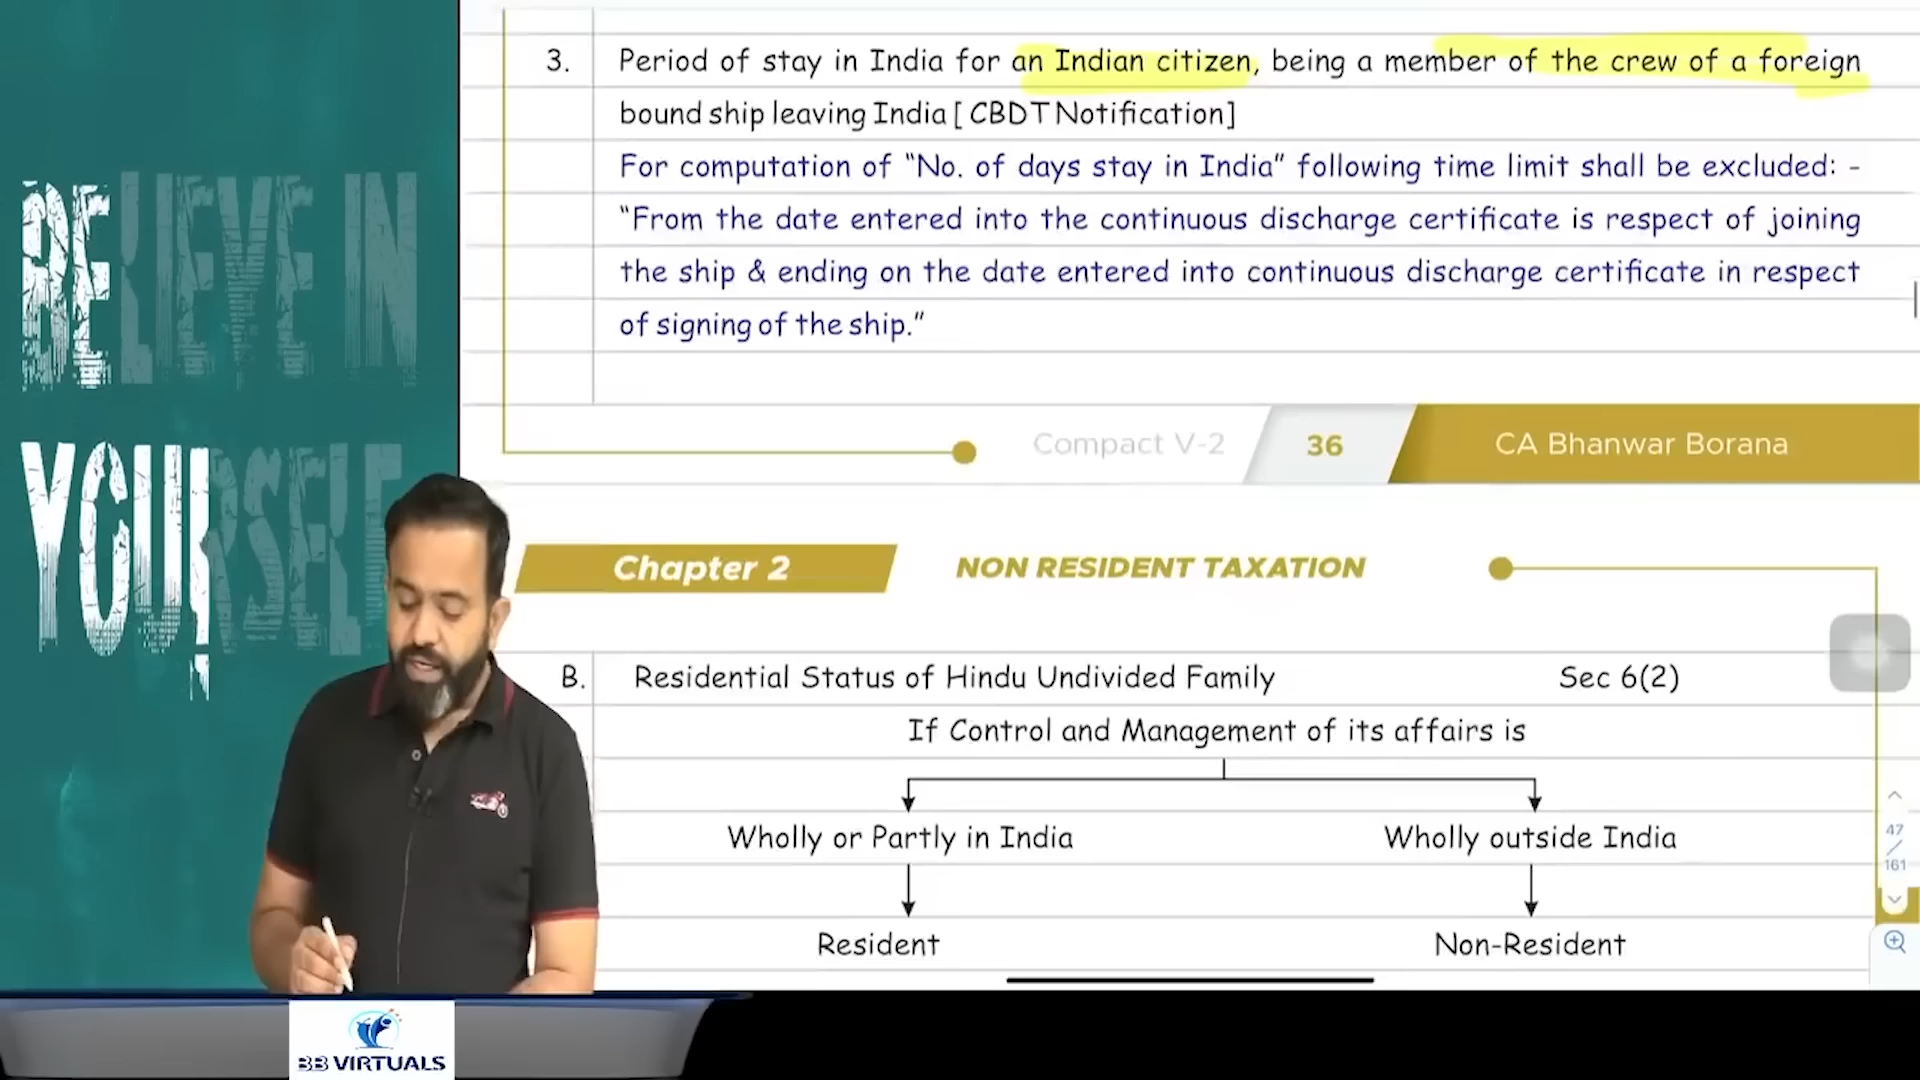 BELIEVE IN
3. Period of stay in India for an Indian citizen, being a member of the crew of a foreign
bound ship leaving India [ CBDT Notification]
For computation of “No. of days stay in India” following time limit shall be excluded: -
“From the date entered into the continuous discharge certificate is respect of joining
the ship & ending on the date entered into continuous discharge certificate in respect
of signing of the ship.”
Compact V-2 36 CA Bhanwar Borana
YOURSELF
Chapter 2 NON RESIDENT TAXATION
B. Residential Status of Hindu Undivided Family Sec 6(2)
If Control and Management of its affairs is
Wholly or Partly in India Wholly outside India
47
/
161
Resident Non-Resident
BB VIRTUALS